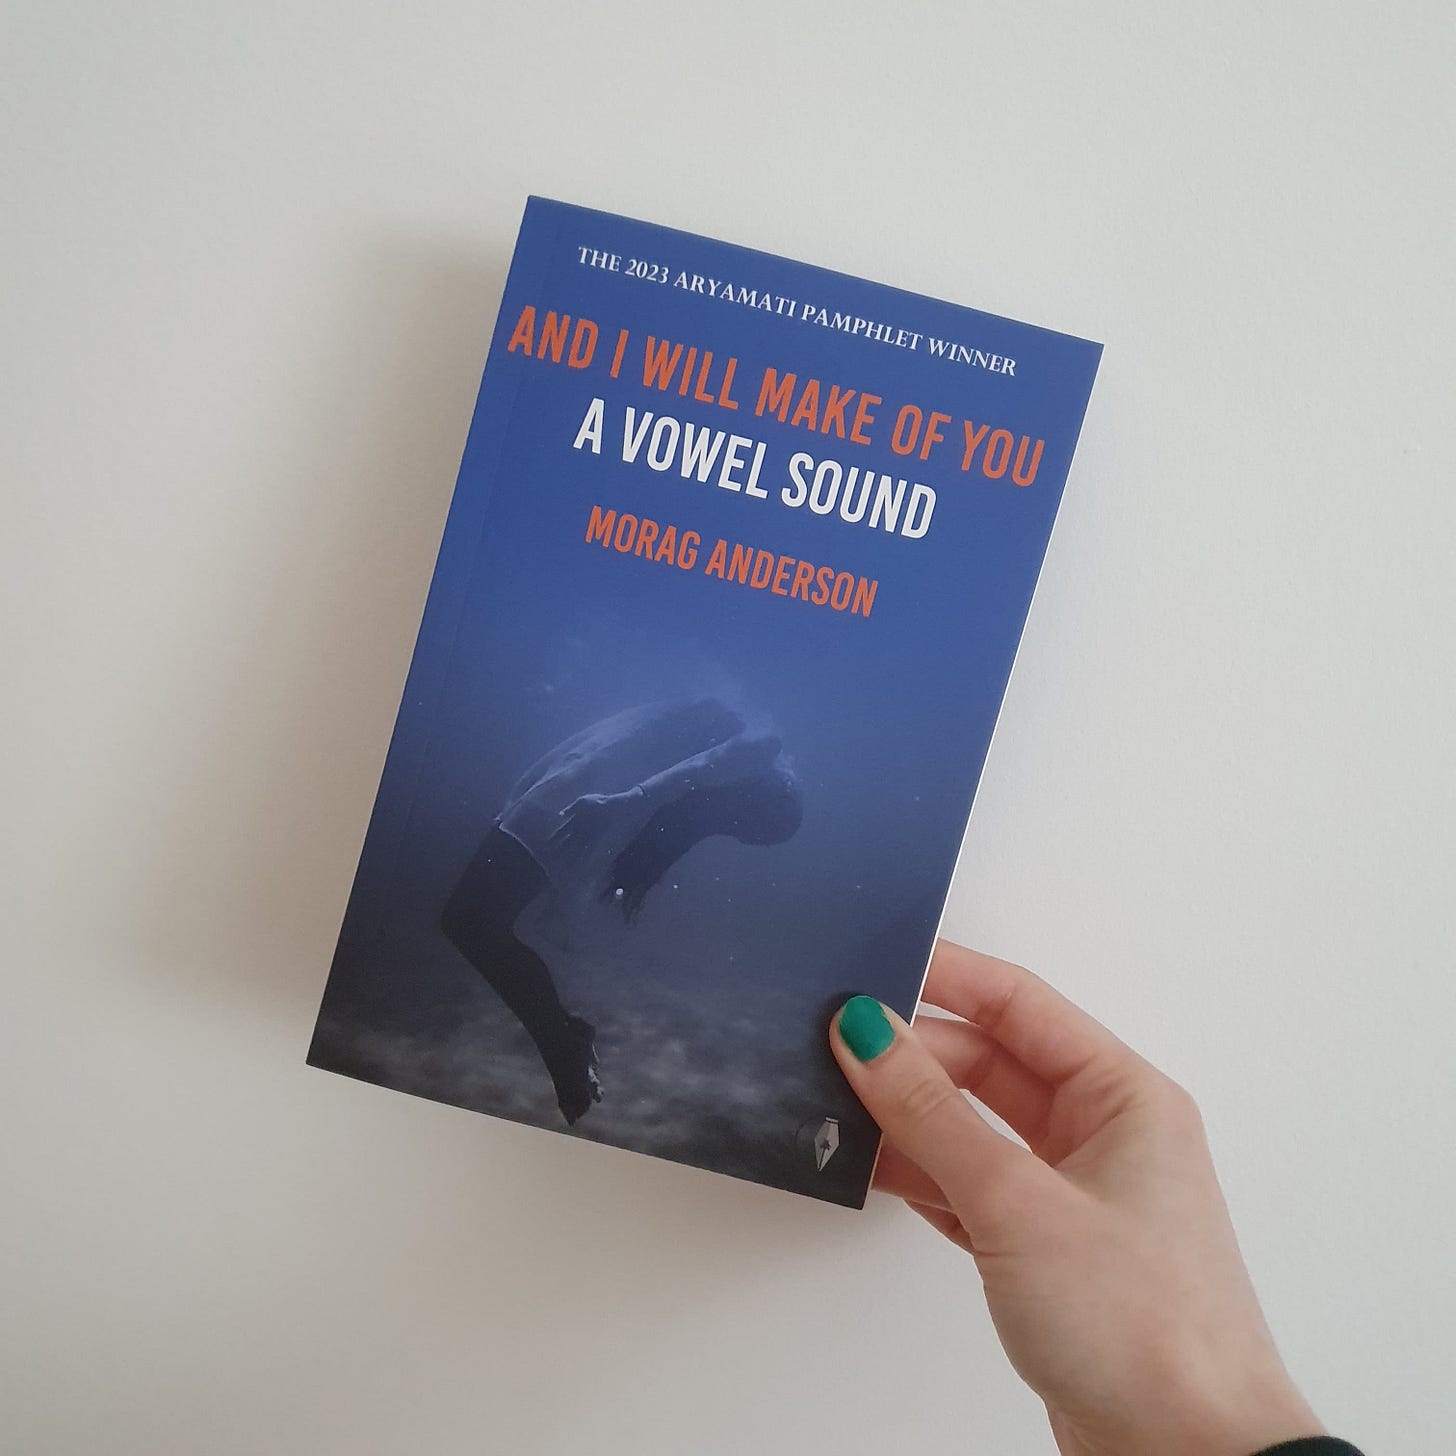 THE 2023 ARYAMATI PAMPHLET WINNER
AND I WILL MAKE OF YOU
A VOWEL SOUND
MORAG ANDERSON